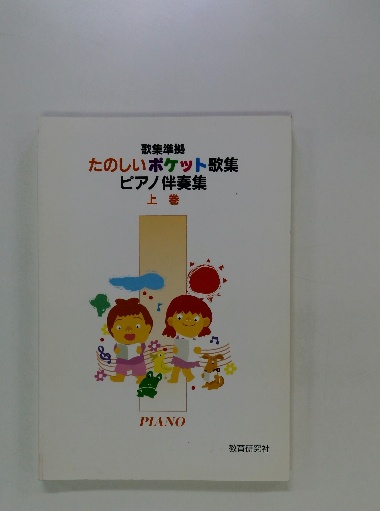 歌集準拠
たのしいポケット歌集
ピアノ伴奏集
上巻
PIANO
教育研究社